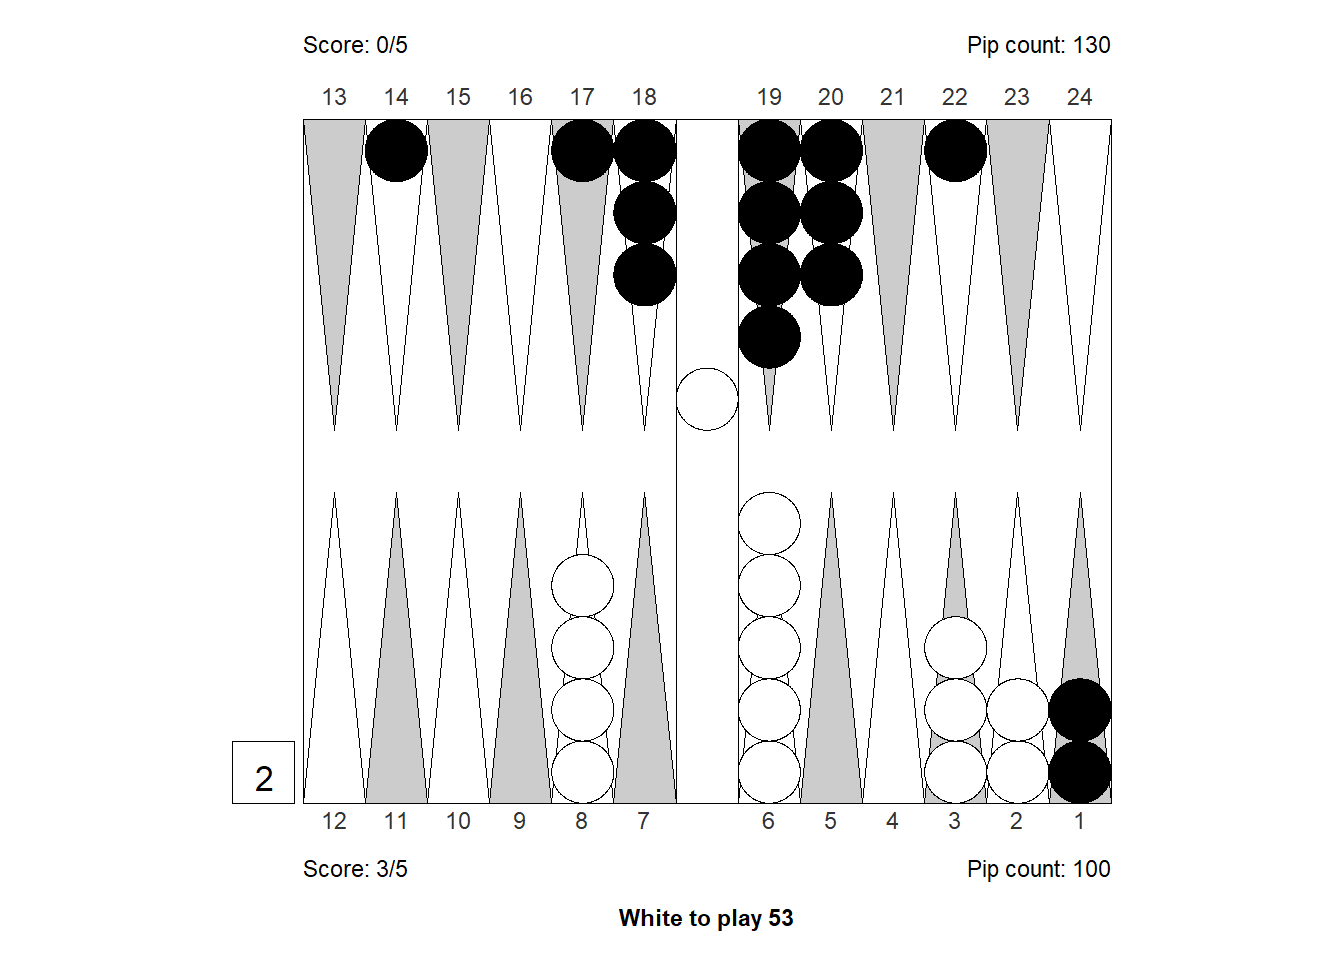 Score: 0/5 Pip count: 130
13 14 15 16 17 18 19 20 21 22 23 24
2
12 11 10 9 8 7 6 5 4 3 2 1
Score: 3/5 Pip count: 100
White to play 53